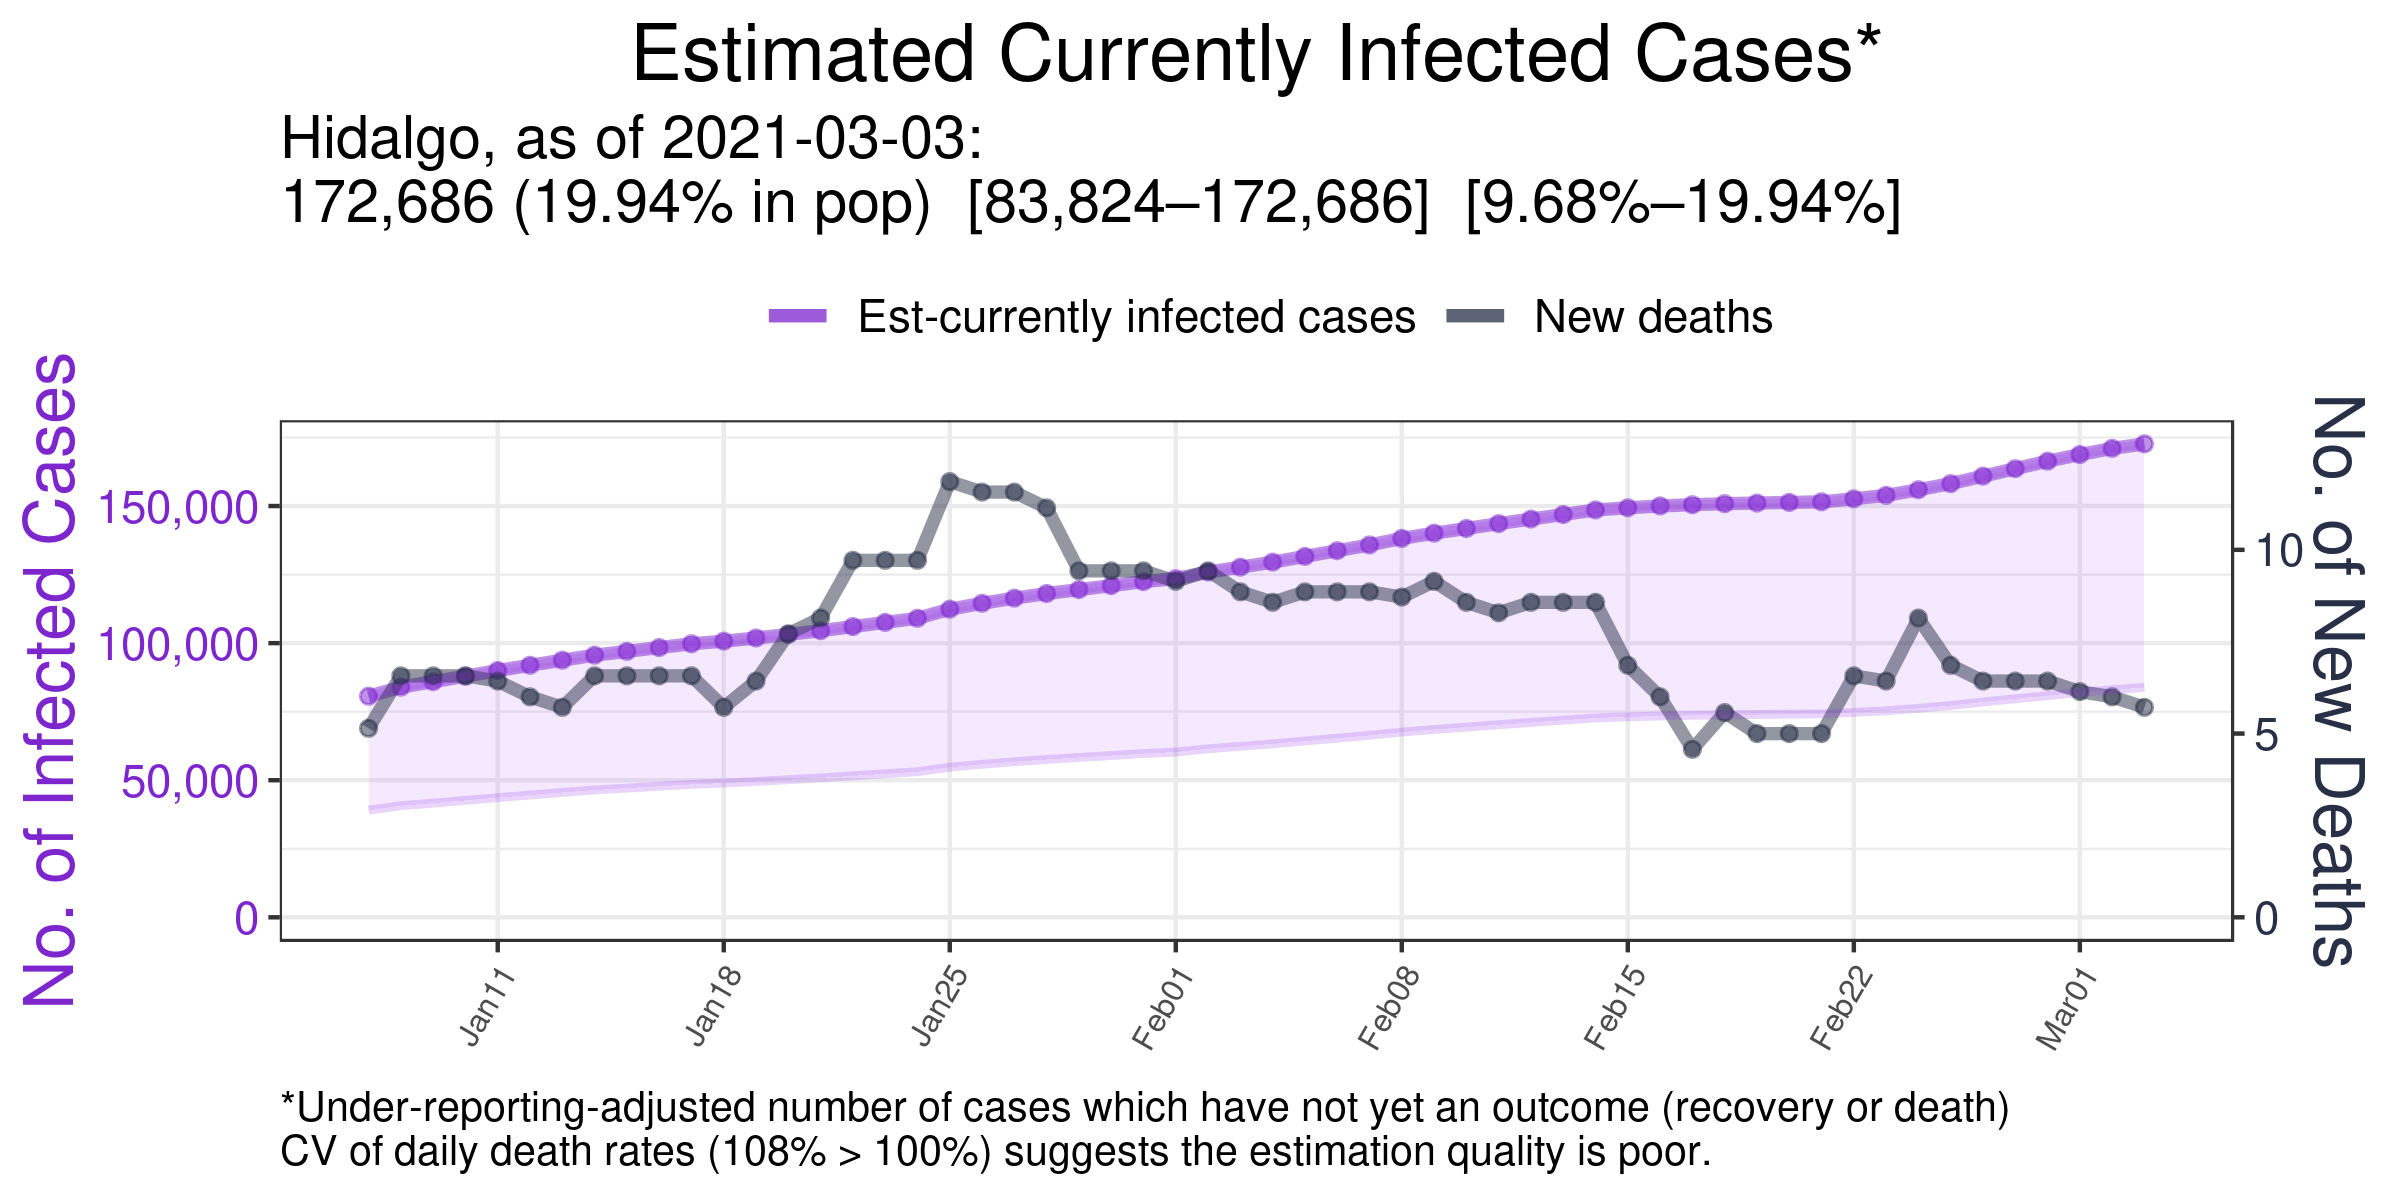 Estimated Currently Infected Cases*
Hidalgo, as of 2021-03-03:
172,686 (19.94% in pop) [83,824–172,686] [9.68%–19.94%]
Est-currently infected cases New deaths
No. of Infected Cases
150,000
100,000
50,000
0
10
5
0
No. of New Deaths
Jan11 Jan18 Jan25 Feb01 Feb08 Feb15 Feb22 Mar01
*Under-reporting-adjusted number of cases which have not yet an outcome (recovery or death)
CV of daily death rates (108% > 100%) suggests the estimation quality is poor.